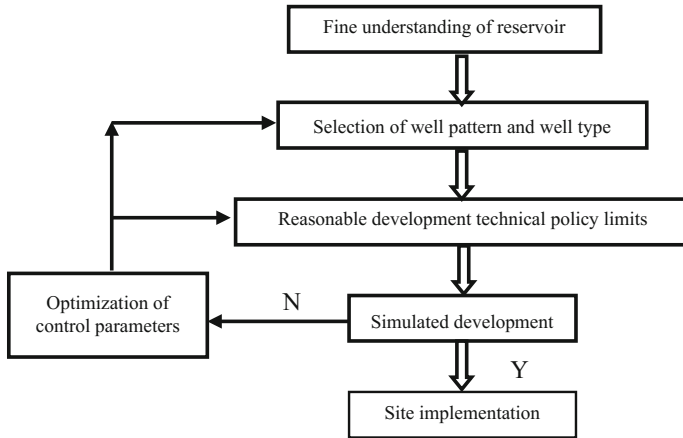 Fine understanding of reservoir
Selection of well pattern and well type
Reasonable development technical policy limits
Optimization of
control parameters
N
Simulated development
Y
Site implementation